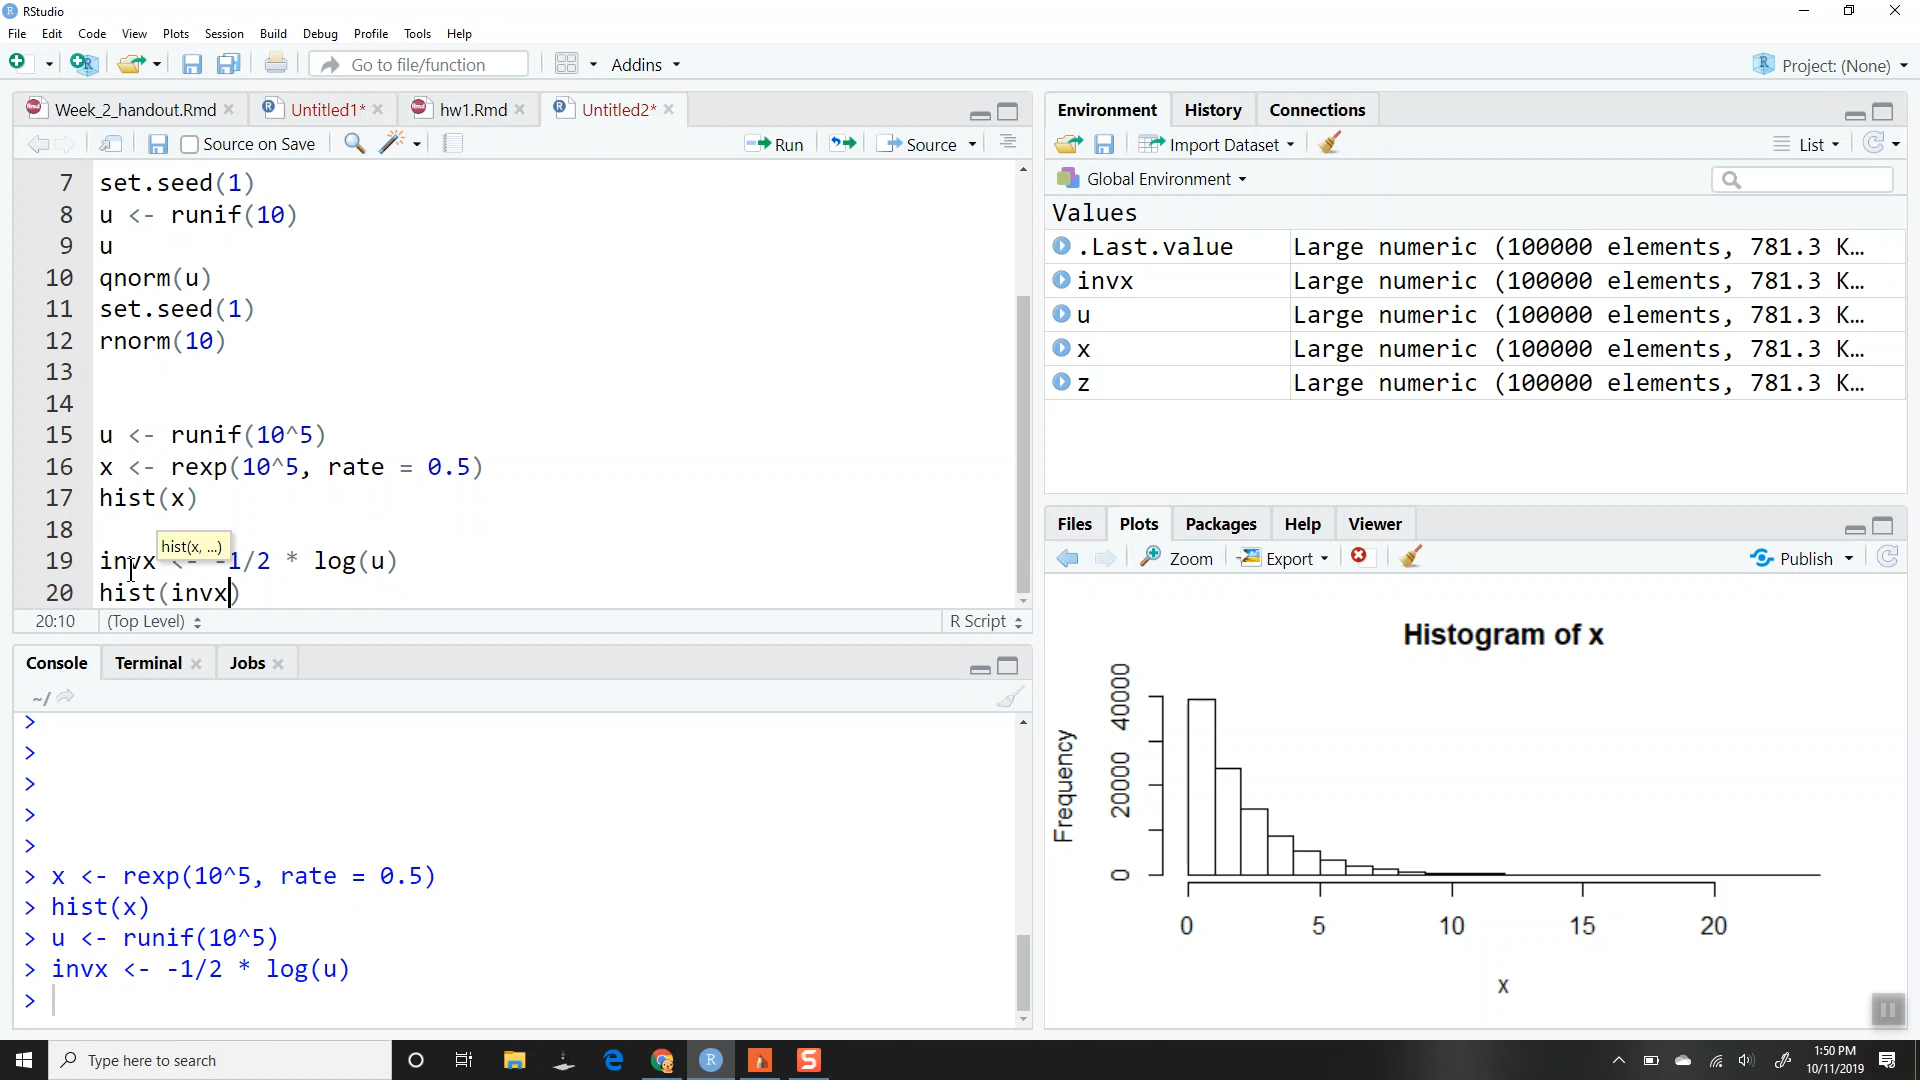 RStudio
File Edit Code View Plots Session Build Debug Profile Tools Help
Go to file/function Addins Project: (None)
Week_2_handout.Rmd Untitled1* hw1.Rmd Untitled2*
Source on Save Run Source
7 set.seed(1)
8 u <- runif(10)
9 u
10 qnorm(u)
11 set.seed(1)
12 rnorm(10)
13
14
15 u <- runif(10^5)
16 x <- rexp(10^5, rate = 0.5)
17 hist(x)
18
hist(x, ...)
19 invx <- -1/2 * log(u)
20 hist(invx)
20:10 (Top Level) R Script
Console Terminal Jobs
~/
>
>
>
>
>
> x <- rexp(10^5, rate = 0.5)
> hist(x)
> u <- runif(10^5)
> invx <- -1/2 * log(u)
>
Environment History Connections
Import Dataset List
Global Environment
Values
.Last.value Large numeric (100000 elements, 781.3 K…
invx Large numeric (100000 elements, 781.3 K…
u Large numeric (100000 elements, 781.3 K…
x Large numeric (100000 elements, 781.3 K…
z Large numeric (100000 elements, 781.3 K…
Files Plots Packages Help Viewer
Zoom Export Publish
Histogram of x
Frequency
0 20000 40000
0 5 10 15 20
x
Type here to search
1:50 PM
10/11/2019